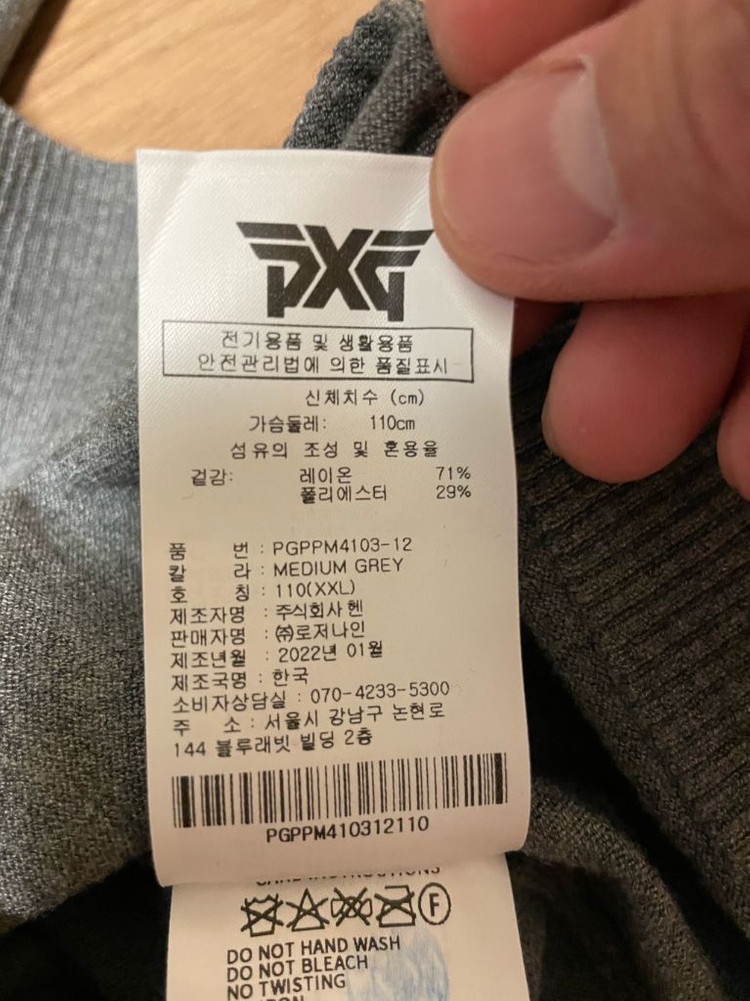 PXG
전기용품 및 생활용품
안전관리법에 의한 품질표시
신체치수 (cm)
가슴둘레: 110cm
섬유의 조성 및 혼용율
겉감: 레이온 71%
폴리에스터 29%
품 번 : PGPPM4103-12
칼 라 : MEDIUM GREY
호 칭 : 110(XXL)
제조자명 : 주식회사 헨
판매자명 : ㈜로저나인
제조년월 : 2022년 01월
제조국명 : 한국
소비자상담실 : 070-4233-5300
주 소 : 서울시 강남구 논현로
144 블루래빗 빌딩 2층
PGPPM410312110
F
DO NOT HAND WASH
DO NOT BLEACH
NO TWISTING